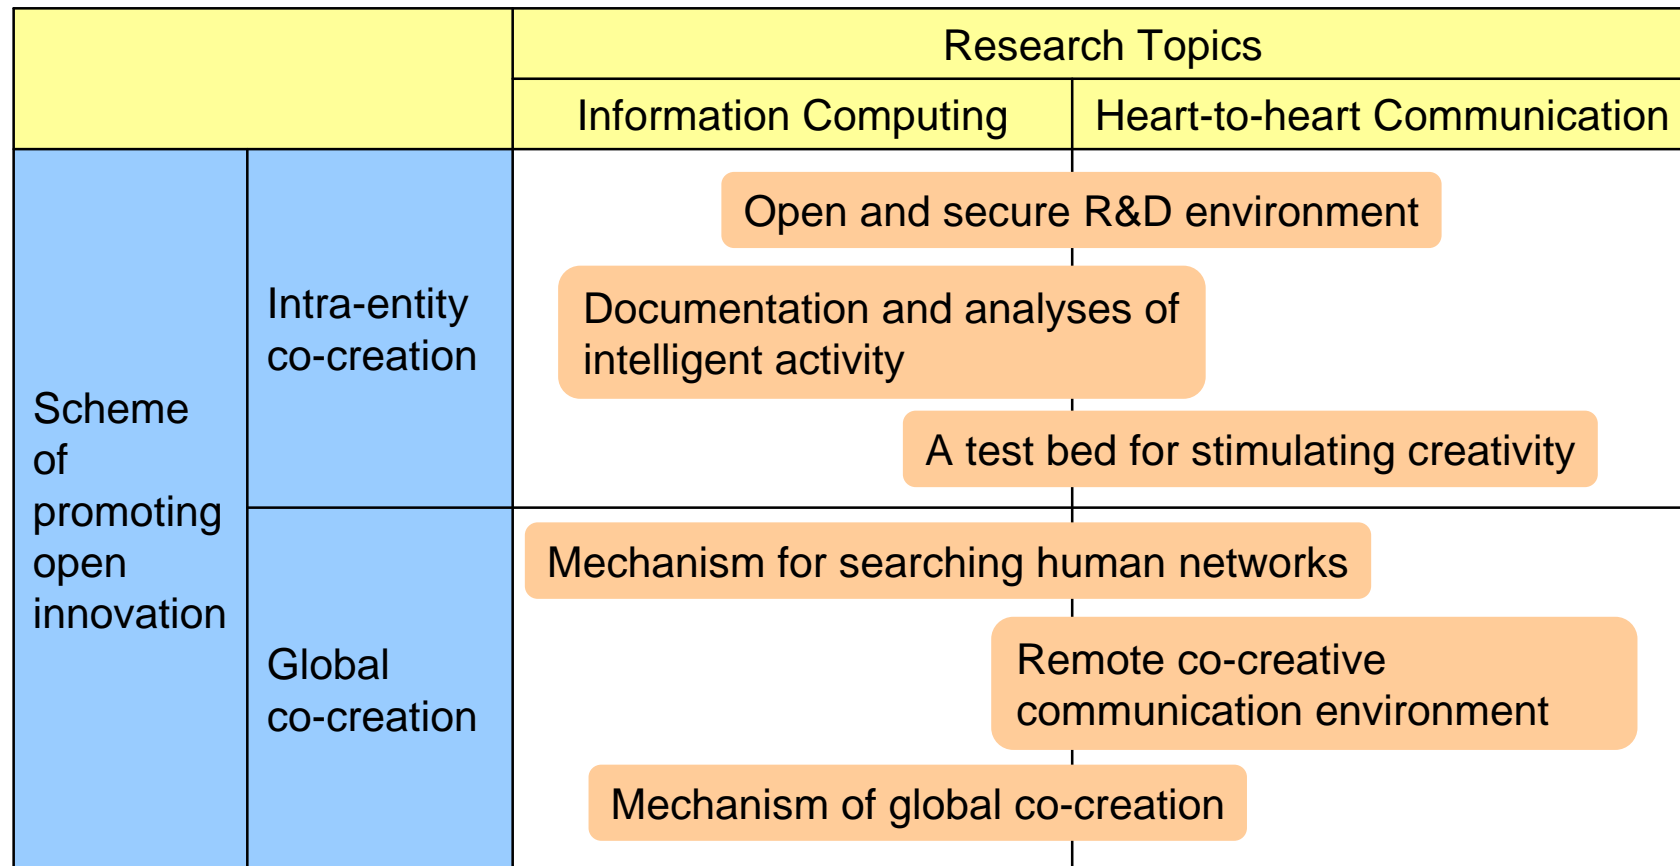 Research Topics
Information Computing
Heart-to-heart Communication
Scheme
of
promoting
open
innovation
Intra-entity
co-creation
Open and secure R&D environment
Documentation and analyses of
intelligent activity
A test bed for stimulating creativity
Global
co-creation
Mechanism for searching human networks
Remote co-creative
communication environment
Mechanism of global co-creation